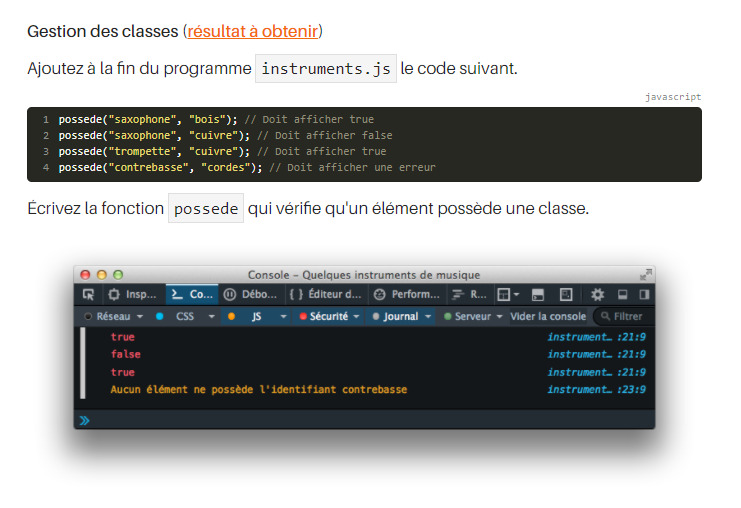 Gestion des classes (résultat à obtenir)
Ajoutez à la fin du programme instruments.js le code suivant.
javascript
1 possede("saxophone", "bois"); // Doit afficher true
2 possede("saxophone", "cuivre"); // Doit afficher false
3 possede("trompette", "cuivre"); // Doit afficher true
4 possede("contrebasse", "cordes"); // Doit afficher une erreur
Écrivez la fonction possede qui vérifie qu'un élément possède une classe.
Console – Quelques instruments de musique
Insp... Co... Débo... { } Éditeur d... Perform... R...
Réseau CSS JS Sécurité Journal Serveur Vider la console Filtrer
true instrument… :21:9
false instrument… :21:9
true instrument… :21:9
Aucun élément ne possède l'identifiant contrebasse instrument… :23:9
»